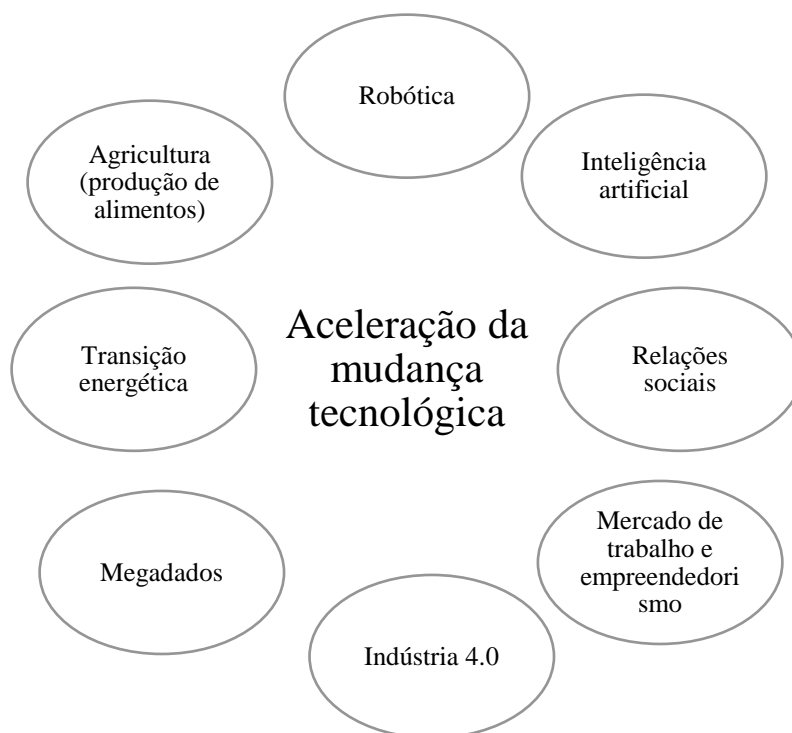 Robótica
Agricultura
(produção de
alimentos)
Inteligência
artificial
Aceleração da
mudança
tecnológica
Transição
energética
Relações
sociais
Megadados
Mercado de
trabalho e
empreendedori
smo
Indústria 4.0